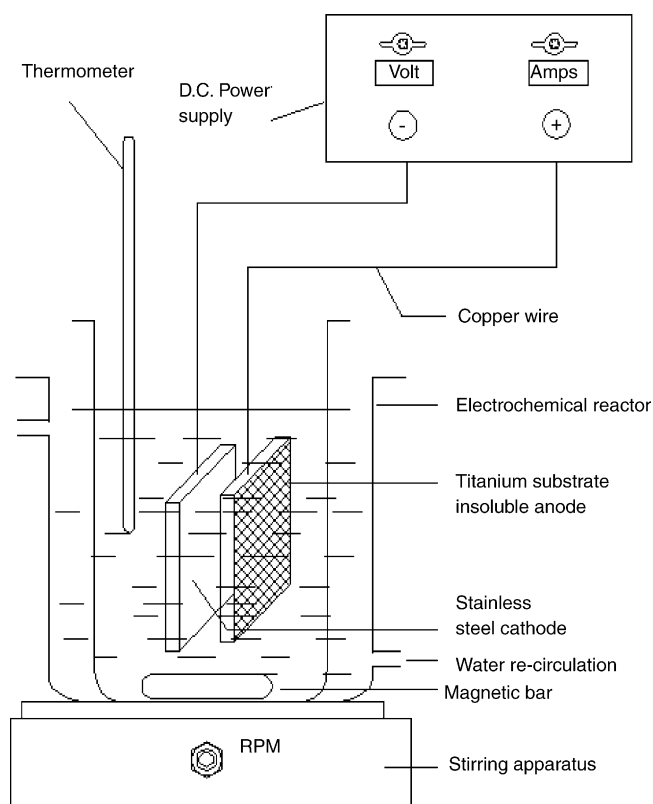 Thermometer
D.C. Power
supply
Volt
Amps
-
+
Copper wire
Electrochemical reactor
Titanium substrate
insoluble anode
Stainless
steel cathode
Water re-circulation
Magnetic bar
RPM
Stirring apparatus